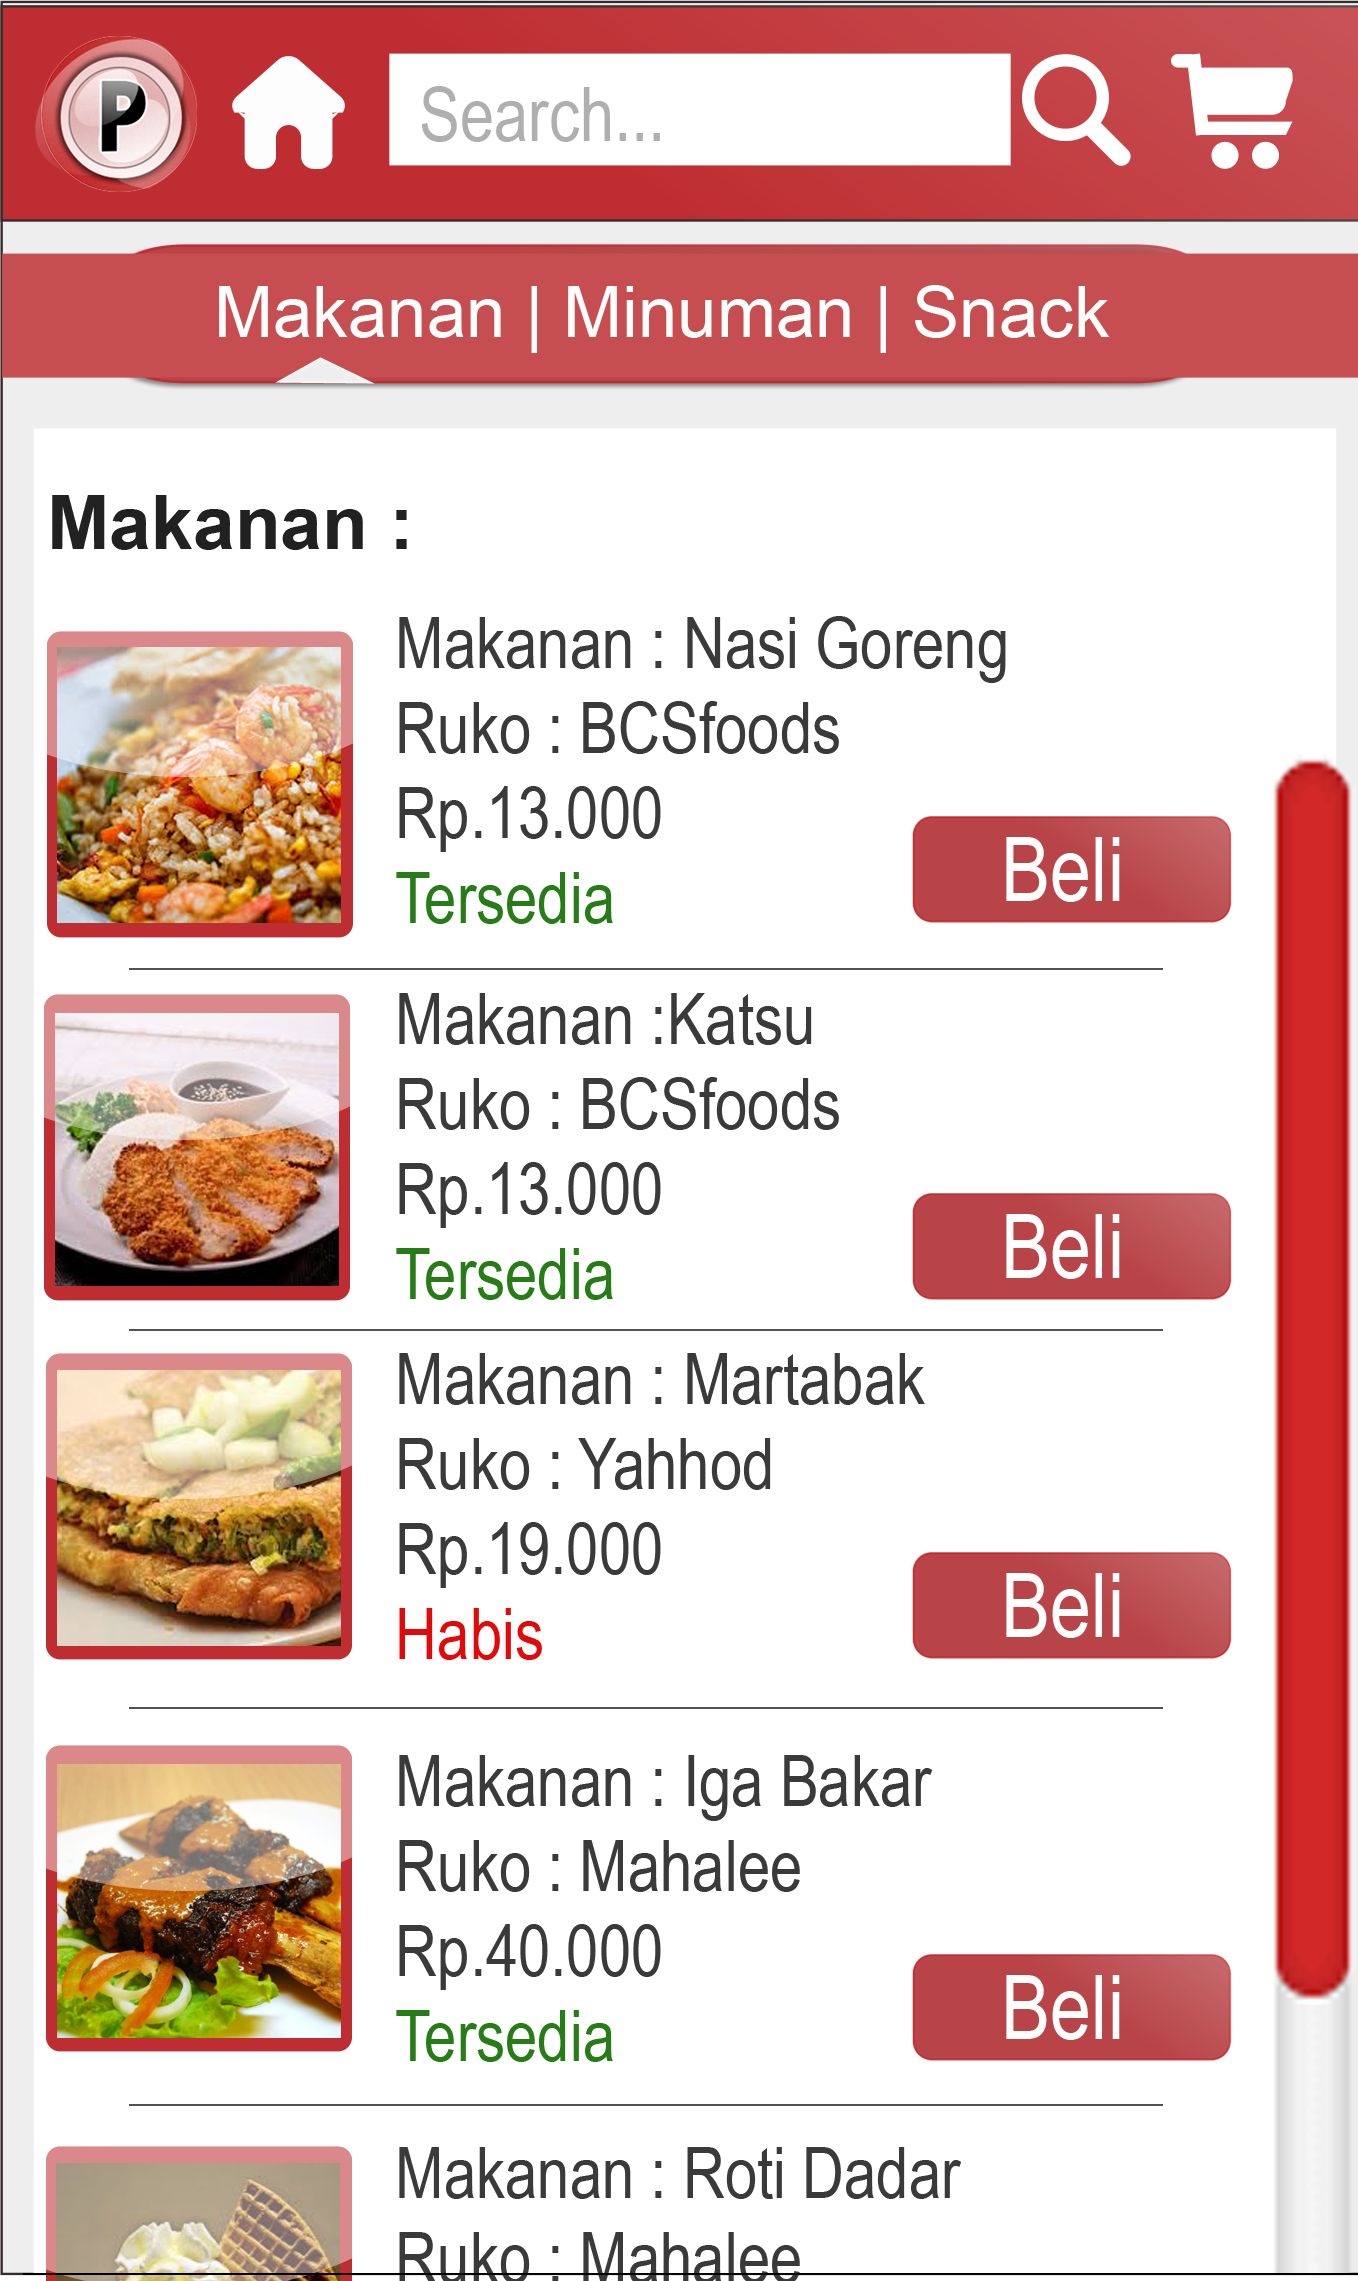 P
Search...
Makanan | Minuman | Snack
Makanan :
Makanan : Nasi Goreng
Ruko : BCSfoods
Rp.13.000
Tersedia
Beli
Makanan :Katsu
Ruko : BCSfoods
Rp.13.000
Tersedia
Beli
Makanan : Martabak
Ruko : Yahhod
Rp.19.000
Habis
Beli
Makanan : Iga Bakar
Ruko : Mahalee
Rp.40.000
Tersedia
Beli
Makanan : Roti Dadar
Ruko : Mahalee